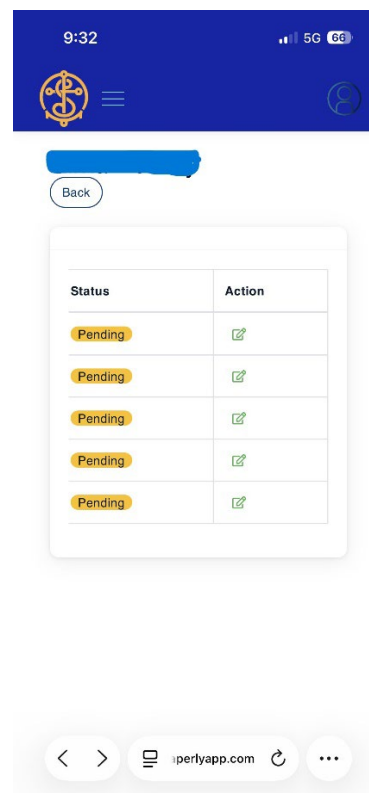 9:32 5G 66
Back
Status Action
Pending
Pending
Pending
Pending
Pending
perlyapp.com